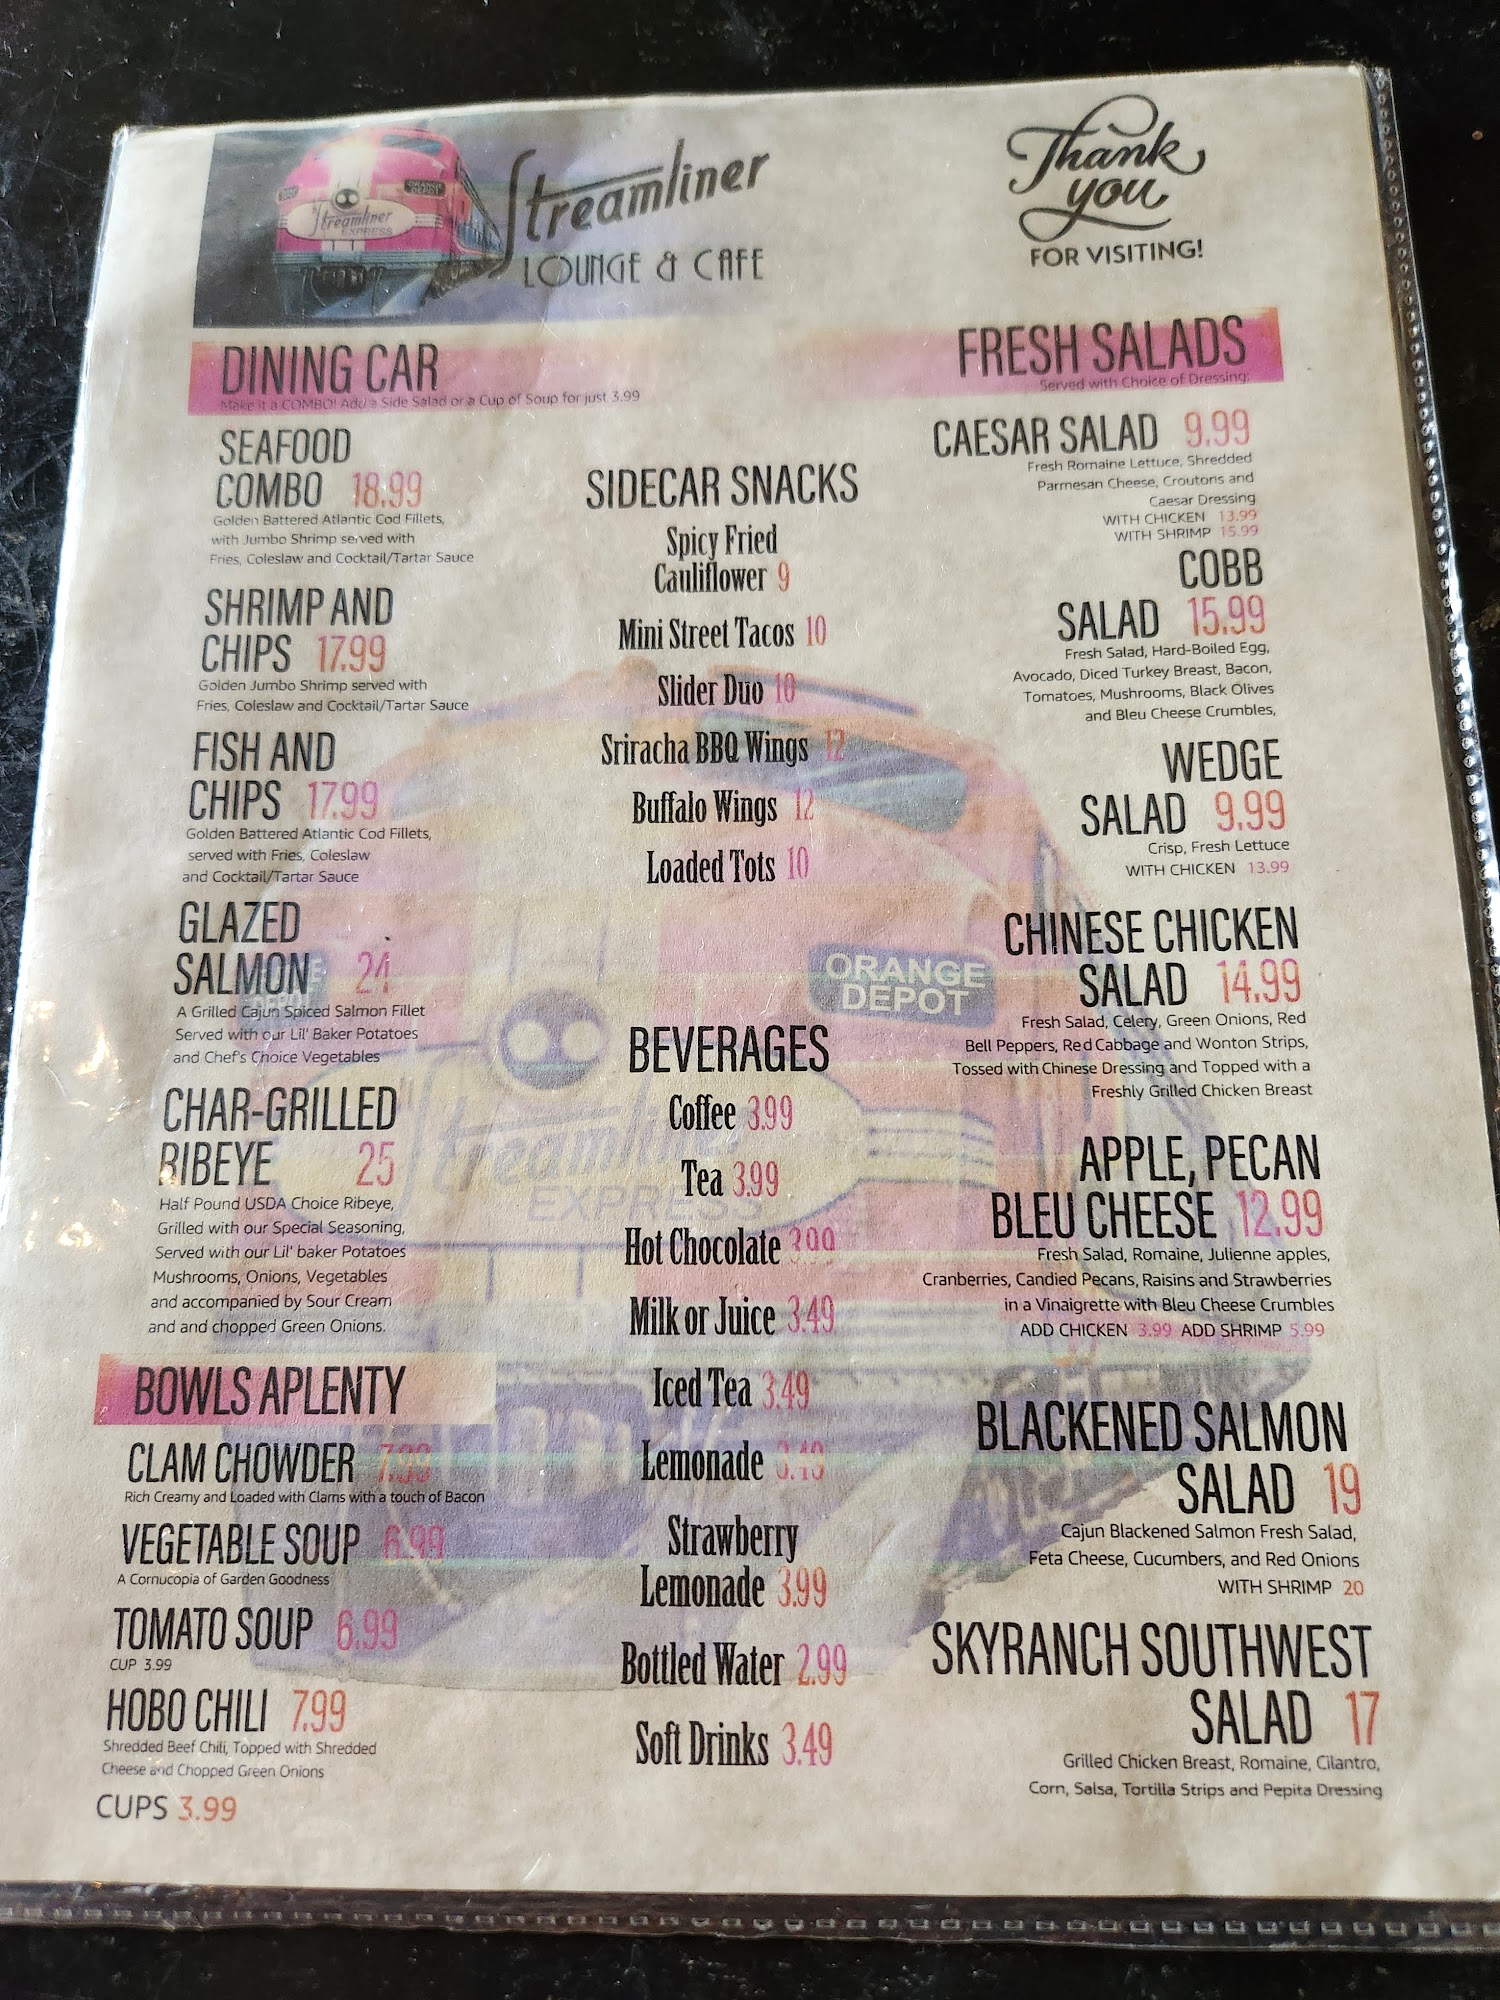 Streamliner
LOUNGE & CAFE
ORANGE DEPOT
Streamliner
EXPRESS
Thank
you
FOR VISITING!
DINING CAR
Make it a COMBO! Add a Side Salad or a Cup of Soup for just 3.99
SEAFOOD
COMBO 18.99
Golden Battered Atlantic Cod Fillets,
with Jumbo Shrimp served with
Fries, Coleslaw and Cocktail/Tartar Sauce
SHRIMP AND
CHIPS 17.99
Golden Jumbo Shrimp served with
Fries, Coleslaw and Cocktail/Tartar Sauce
FISH AND
CHIPS 17.99
Golden Battered Atlantic Cod Fillets,
served with Fries, Coleslaw
and Cocktail/Tartar Sauce
GLAZED
SALMON 24
A Grilled Cajun Spiced Salmon Fillet
Served with our Lil' Baker Potatoes
and Chef's Choice Vegetables
CHAR-GRILLED
RIBEYE 25
Half Pound USDA Choice Ribeye,
Grilled with our Special Seasoning,
Served with our Lil' baker Potatoes
Mushrooms, Onions, Vegetables
and accompanied by Sour Cream
and and chopped Green Onions.
BOWLS APLENTY
CLAM CHOWDER 7.99
Rich Creamy and Loaded with Clams with a touch of Bacon
VEGETABLE SOUP 6.99
A Cornucopia of Garden Goodness
TOMATO SOUP 6.99
CUP 3.99
HOBO CHILI 7.99
Shredded Beef Chili, Topped with Shredded
Cheese and Chopped Green Onions
CUPS 3.99
SIDECAR SNACKS
Spicy Fried
Cauliflower 9
Mini Street Tacos 10
Slider Duo 10
Sriracha BBQ Wings 12
Buffalo Wings 12
Loaded Tots 10
ORANGE
DEPOT
BEVERAGES
Coffee 3.99
Tea 3.99
Streamliner
EXPRESS
Hot Chocolate 3.99
Milk or Juice 3.49
Iced Tea 3.49
Lemonade 3.49
Strawberry
Lemonade 3.99
Bottled Water 2.99
Soft Drinks 3.49
FRESH SALADS
Served with Choice of Dressing:
CAESAR SALAD 9.99
Fresh Romaine Lettuce, Shredded
Parmesan Cheese, Croutons and
Caesar Dressing
WITH CHICKEN 13.99
WITH SHRIMP 15.99
COBB
SALAD 15.99
Fresh Salad, Hard-Boiled Egg,
Avocado, Diced Turkey Breast, Bacon,
Tomatoes, Mushrooms, Black Olives
and Bleu Cheese Crumbles,
WEDGE
SALAD 9.99
Crisp, Fresh Lettuce
WITH CHICKEN 13.99
CHINESE CHICKEN
SALAD 14.99
Fresh Salad, Celery, Green Onions, Red
Bell Peppers, Red Cabbage and Wonton Strips,
Tossed with Chinese Dressing and Topped with a
Freshly Grilled Chicken Breast
APPLE, PECAN
BLEU CHEESE 12.99
Fresh Salad, Romaine, Julienne apples,
Cranberries, Candied Pecans, Raisins and Strawberries
in a Vinaigrette with Bleu Cheese Crumbles
ADD CHICKEN 3.99 ADD SHRIMP 5.99
BLACKENED SALMON
SALAD 19
Cajun Blackened Salmon Fresh Salad,
Feta Cheese, Cucumbers, and Red Onions
WITH SHRIMP 20
SKYRANCH SOUTHWEST
SALAD 17
Grilled Chicken Breast, Romaine, Cilantro,
Corn, Salsa, Tortilla Strips and Pepita Dressing